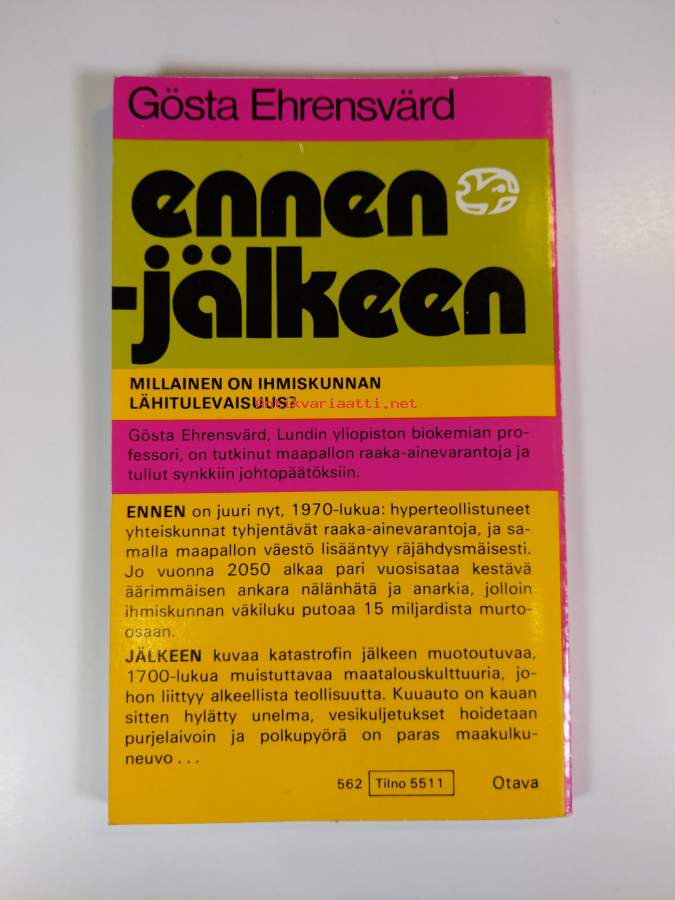 Gösta Ehrensvärd
ennen
-jälkeen
MILLAINEN ON IHMISKUNNAN
LÄHITULEVAISUUS?
antikvariaatti.net
Gösta Ehrensvärd, Lundin yliopiston biokemian pro-
fessori, on tutkinut maapallon raaka-ainevarantoja ja
tullut synkkiin johtopäätöksiin.
ENNEN on juuri nyt, 1970-lukua: hyperteollistuneet
yhteiskunnat tyhjentävät raaka-ainevarantoja, ja sa-
malla maapallon väestö lisääntyy räjähdysmäisesti.
Jo vuonna 2050 alkaa pari vuosisataa kestävä
äärimmäisen ankara nälänhätä ja anarkia, jolloin
ihmiskunnan väkiluku putoaa 15 miljardista murto-
osaan.
JÄLKEEN kuvaa katastrofin jälkeen muotoutuvaa,
1700-lukua muistuttavaa maatalouskulttuuria, jo-
hon liittyy alkeellista teollisuutta. Kuuauto on kauan
sitten hylätty unelma, vesikuljetukset hoidetaan
purjelaivoin ja polkupyörä on paras maakulku-
neuvo...
562 Tilno 5511 Otava